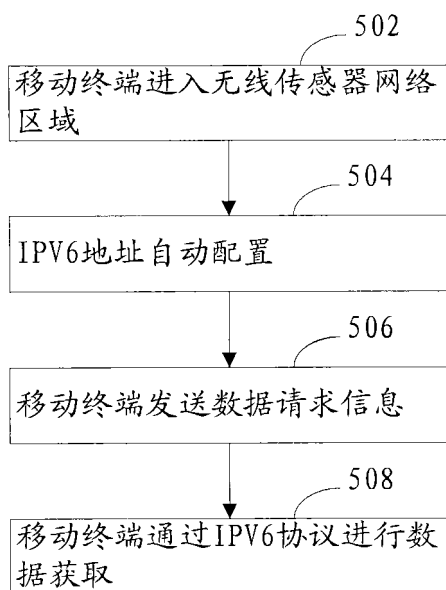 502
移动终端进入无线传感器网络
区域
504
IPV6地址自动配置
506
移动终端发送数据请求信息
508
移动终端通过IPV6协议进行数
据获取